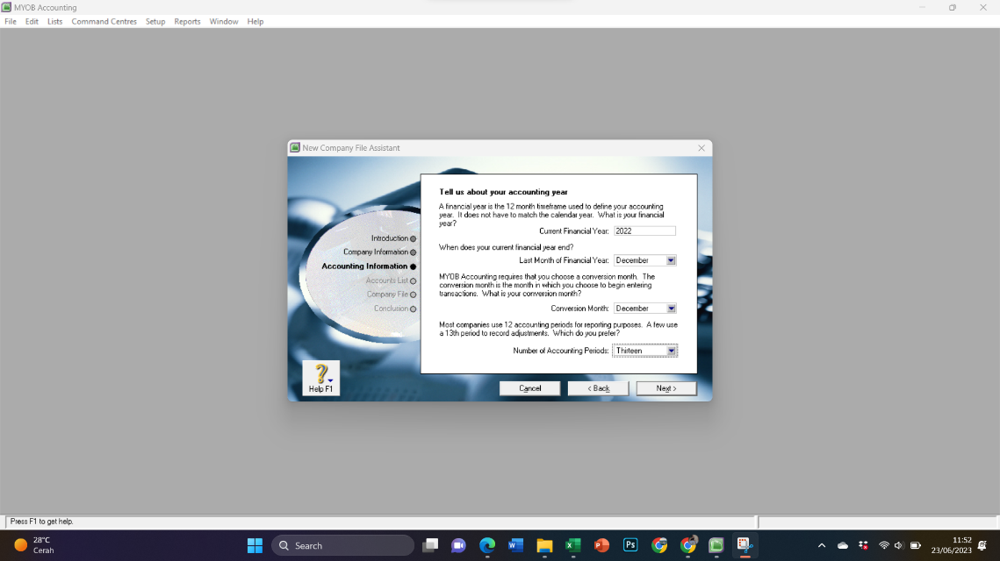 MYOB Accounting
File Edit Lists Command Centres Setup Reports Window Help
New Company File Assistant
Introduction
Company Information
Accounting Information
Accounts List
Company File
Conclusion
Help F1
Tell us about your accounting year
A financial year is the 12 month timeframe used to define your accounting
year. It does not have to match the calendar year. What is your financial
year?
Current Financial Year: 2022
When does your current financial year end?
Last Month of Financial Year: December
MYOB Accounting requires that you choose a conversion month. The
conversion month is the month in which you choose to begin entering
transactions. What is your conversion month?
Conversion Month: December
Most companies use 12 accounting periods for reporting purposes. A few use
a 13th period to record adjustments. Which do you prefer?
Number of Accounting Periods: Thirteen
Cancel < Back Next >
Press F1 to get help.
28°C
Cerah
Search
Ps
11:52
23/06/2023